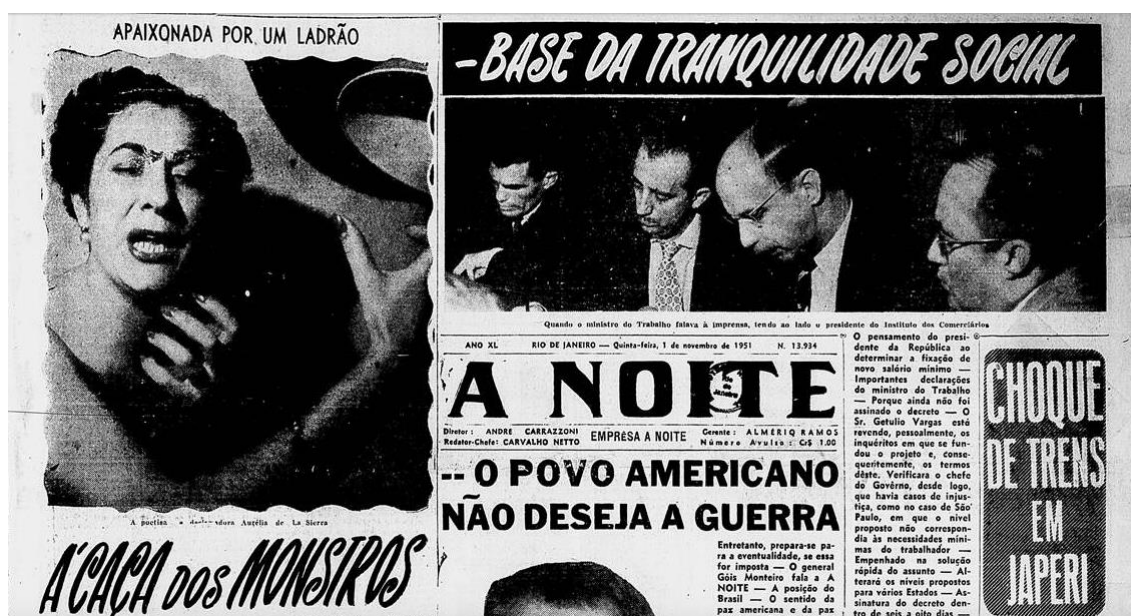 APAIXONADA POR UM LADRÃO
A poetisa
Aurélia de La Sierra
À CAÇA DOS MONSTROS
-BASE DA TRANQUILIDADE SOCIAL
Quando o ministro do Trabalho falava à imprensa, tendo ao lado o presidente do Instituto dos Comerciários
ANO XL RIO DE JANEIRO — Quinta-feira, 1 de novembro de 1951 N. 13.934
A NOITE
Diretor: ANDRE CARRAZZONI
Redator-Chefe: CARVALHO NETTO
EMPRÊSA A NOITE
Gerente: ALMÉRIO RAMOS
Número Avulso: Cr$ 1,00
-- O POVO AMERICANO
NÃO DESEJA A GUERRA
Entretanto, prepara-se pa-
ra a eventualidade, se essa
for imposta — O general
Góis Monteiro fala a A
NOITE — A posição do
Brasil — O sentido da
paz americana e da paz
O pensamento do presi-
dente da República ao
determinar a fixação de
novo salário mínimo —
Importantes declarações
do ministro do Trabalho
— Porque ainda não foi
assinado o decreto — O
Sr. Getulio Vargas está
revendo, pessoalmente, os
inquéritos em que se fun-
dou o projeto e, conse-
quentemente, os termos
dêste. Verificara o chefe
do Govêrno, desde logo,
que havia casos de injus-
tiça, como no caso de São
Paulo, em que o nível
proposto não correspon-
dia às necessidades míni-
mas do trabalhador —
Empenhado na solução
rápida do assunto — Al-
terará os níveis propostos
para vários Estados — As-
sinatura do decreto den-
tro de seis a oito dias —
CHOQUE
DE TRENS
EM
JAPERI